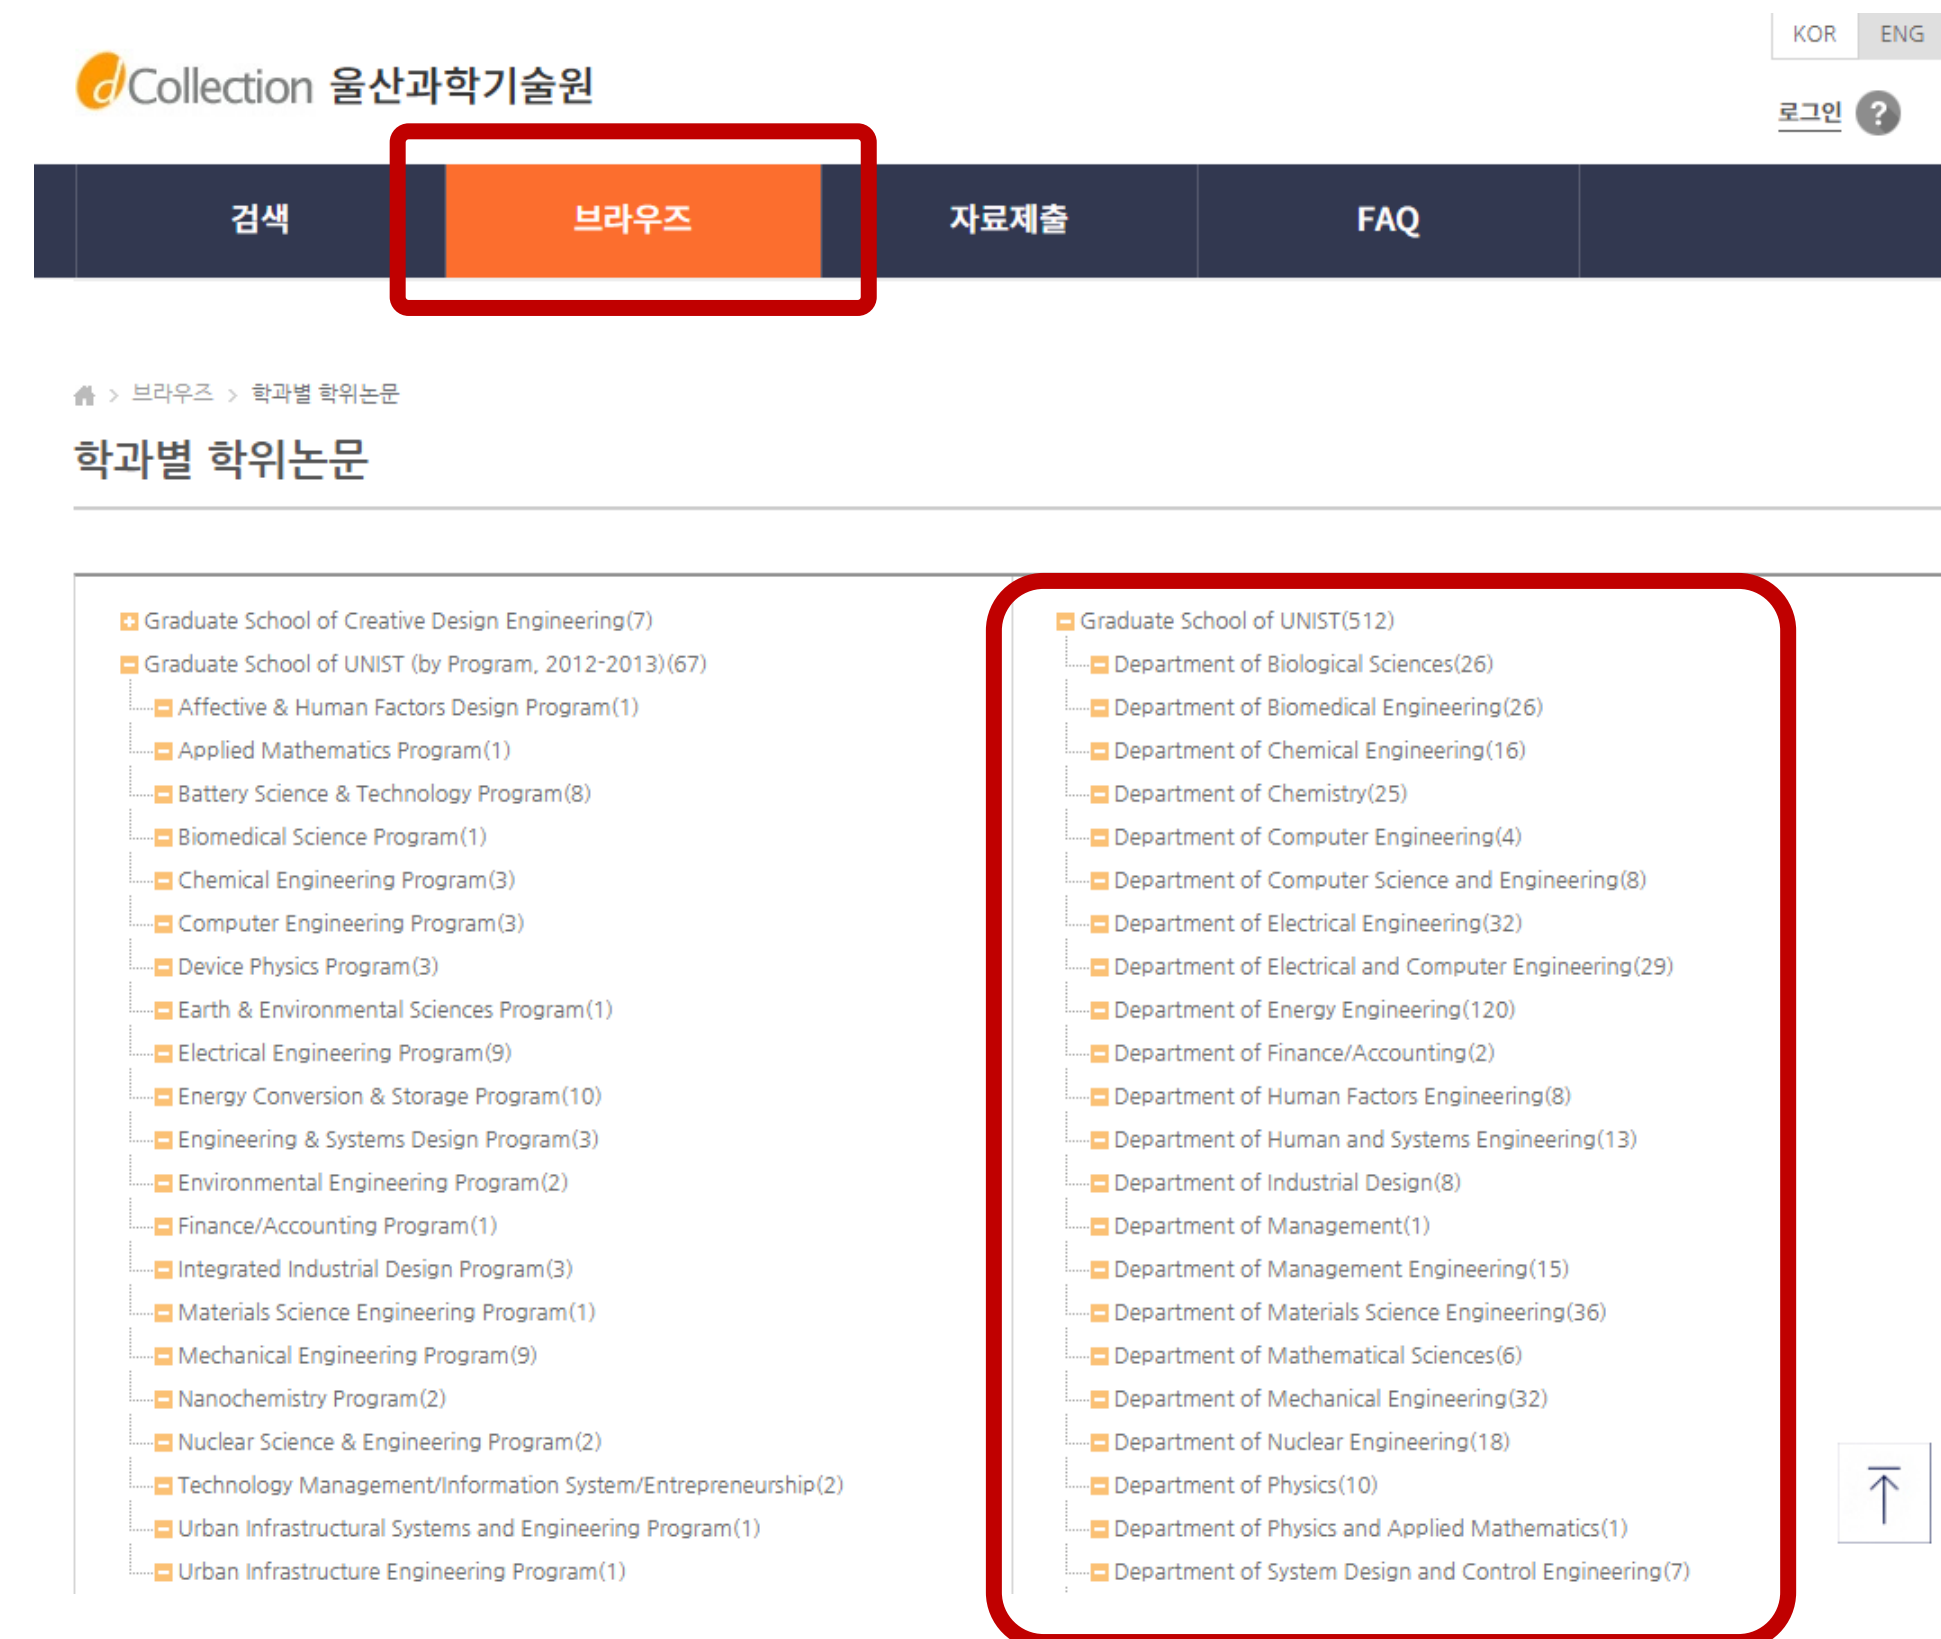 KOR ENG
dCollection 울산과학기술원
로그인 ?
검색 브라우즈 자료제출 FAQ
> 브라우즈 > 학과별 학위논문
학과별 학위논문
Graduate School of Creative Design Engineering(7)
Graduate School of UNIST (by Program, 2012-2013)(67)
Affective & Human Factors Design Program(1)
Applied Mathematics Program(1)
Battery Science & Technology Program(8)
Biomedical Science Program(1)
Chemical Engineering Program(3)
Computer Engineering Program(3)
Device Physics Program(3)
Earth & Environmental Sciences Program(1)
Electrical Engineering Program(9)
Energy Conversion & Storage Program(10)
Engineering & Systems Design Program(3)
Environmental Engineering Program(2)
Finance/Accounting Program(1)
Integrated Industrial Design Program(3)
Materials Science Engineering Program(1)
Mechanical Engineering Program(9)
Nanochemistry Program(2)
Nuclear Science & Engineering Program(2)
Technology Management/Information System/Entrepreneurship(2)
Urban Infrastructural Systems and Engineering Program(1)
Urban Infrastructure Engineering Program(1)
Graduate School of UNIST(512)
Department of Biological Sciences(26)
Department of Biomedical Engineering(26)
Department of Chemical Engineering(16)
Department of Chemistry(25)
Department of Computer Engineering(4)
Department of Computer Science and Engineering(8)
Department of Electrical Engineering(32)
Department of Electrical and Computer Engineering(29)
Department of Energy Engineering(120)
Department of Finance/Accounting(2)
Department of Human Factors Engineering(8)
Department of Human and Systems Engineering(13)
Department of Industrial Design(8)
Department of Management(1)
Department of Management Engineering(15)
Department of Materials Science Engineering(36)
Department of Mathematical Sciences(6)
Department of Mechanical Engineering(32)
Department of Nuclear Engineering(18)
Department of Physics(10)
Department of Physics and Applied Mathematics(1)
Department of System Design and Control Engineering(7)